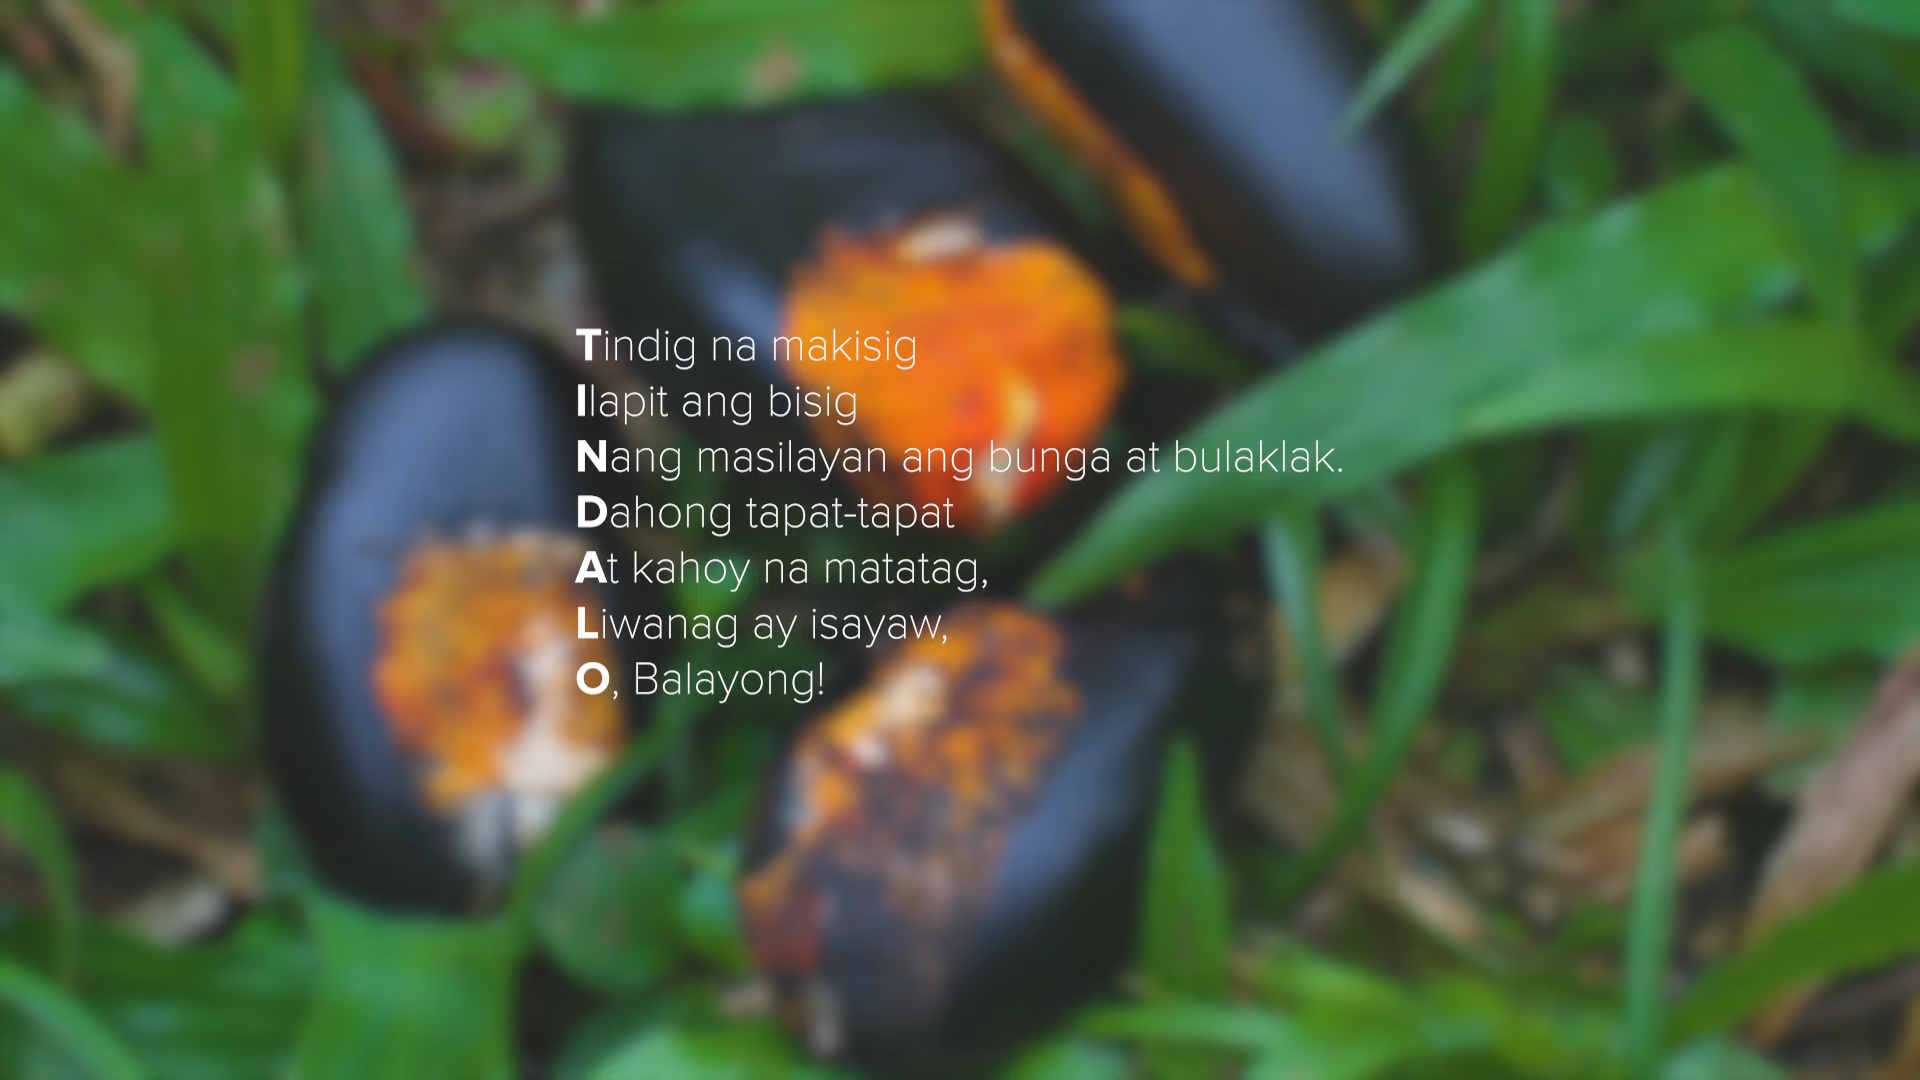 Tindig na makisig
Ilapit ang bisig
Nang masilayan ang bunga at bulaklak.
Dahong tapat-tapat
At kahoy na matatag,
Liwanag ay isayaw,
O, Balayong!